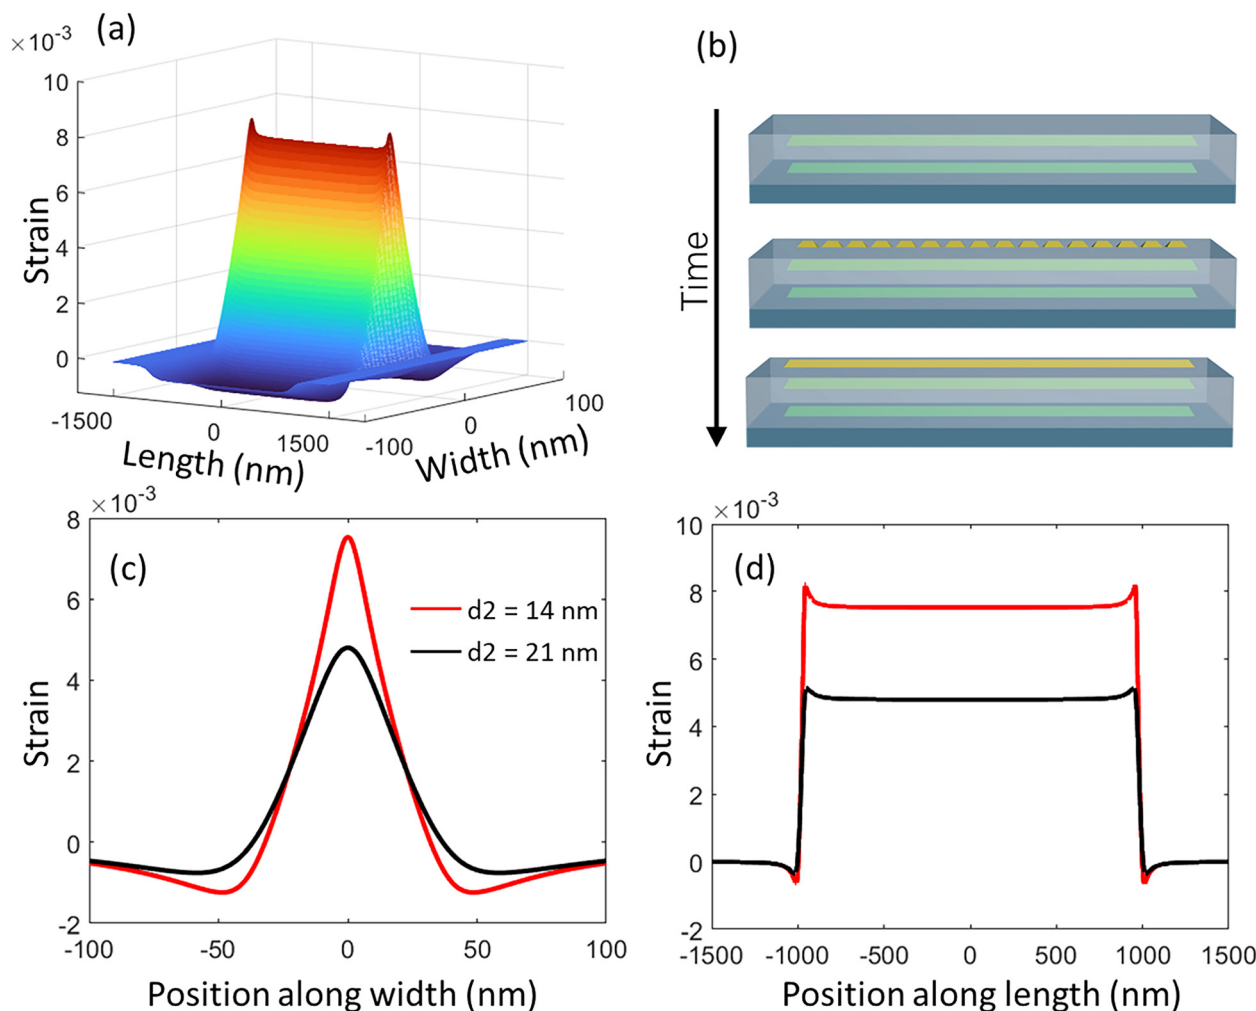 (a)
×10⁻³
10
8
6
4
2
0
Strain
-1500
0
1500
Length (nm)
-100
0
100
Width (nm)
(b)
Time
×10⁻³
8
6
4
2
0
-2
Strain
(c)
d2 = 14 nm
d2 = 21 nm
-100
-50
0
50
100
Position along width (nm)
×10⁻³
10
8
6
4
2
0
-2
Strain
(d)
-1500
-1000
-500
0
500
1000
1500
Position along length (nm)